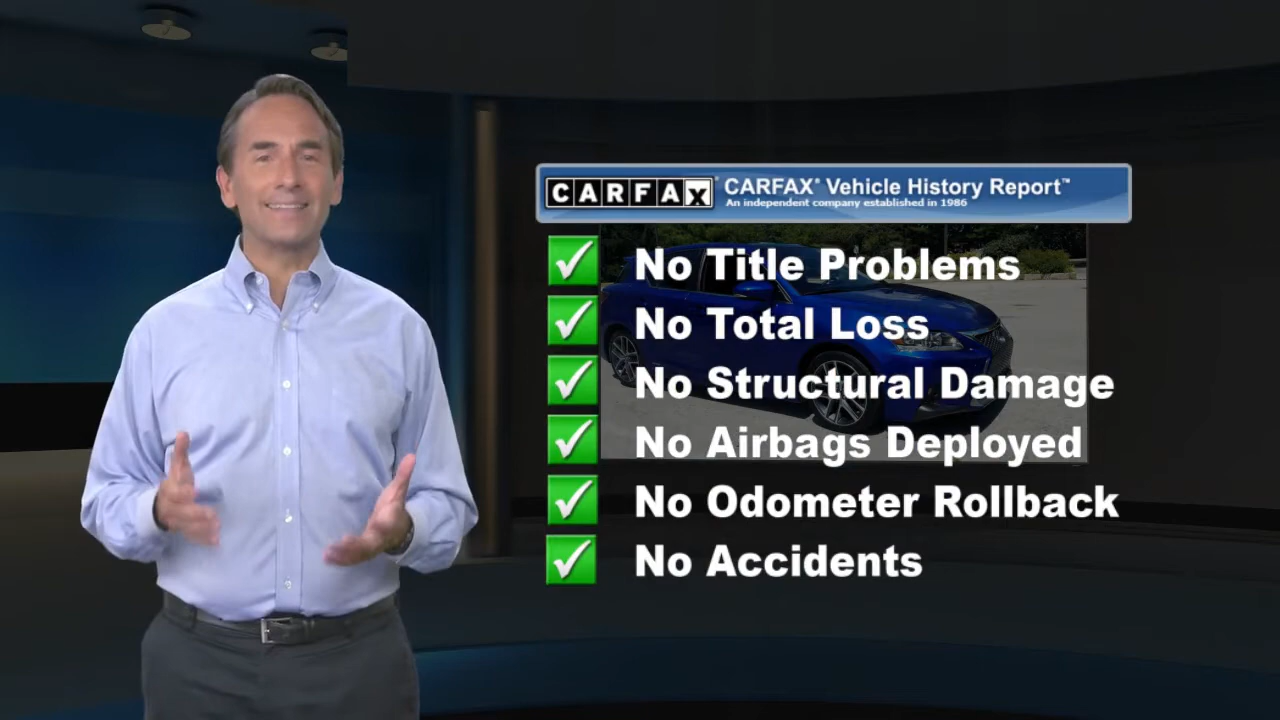 CARFAX® CARFAX® Vehicle History Report™
An independent company established in 1986
No Title Problems
No Total Loss
No Structural Damage
No Airbags Deployed
No Odometer Rollback
No Accidents